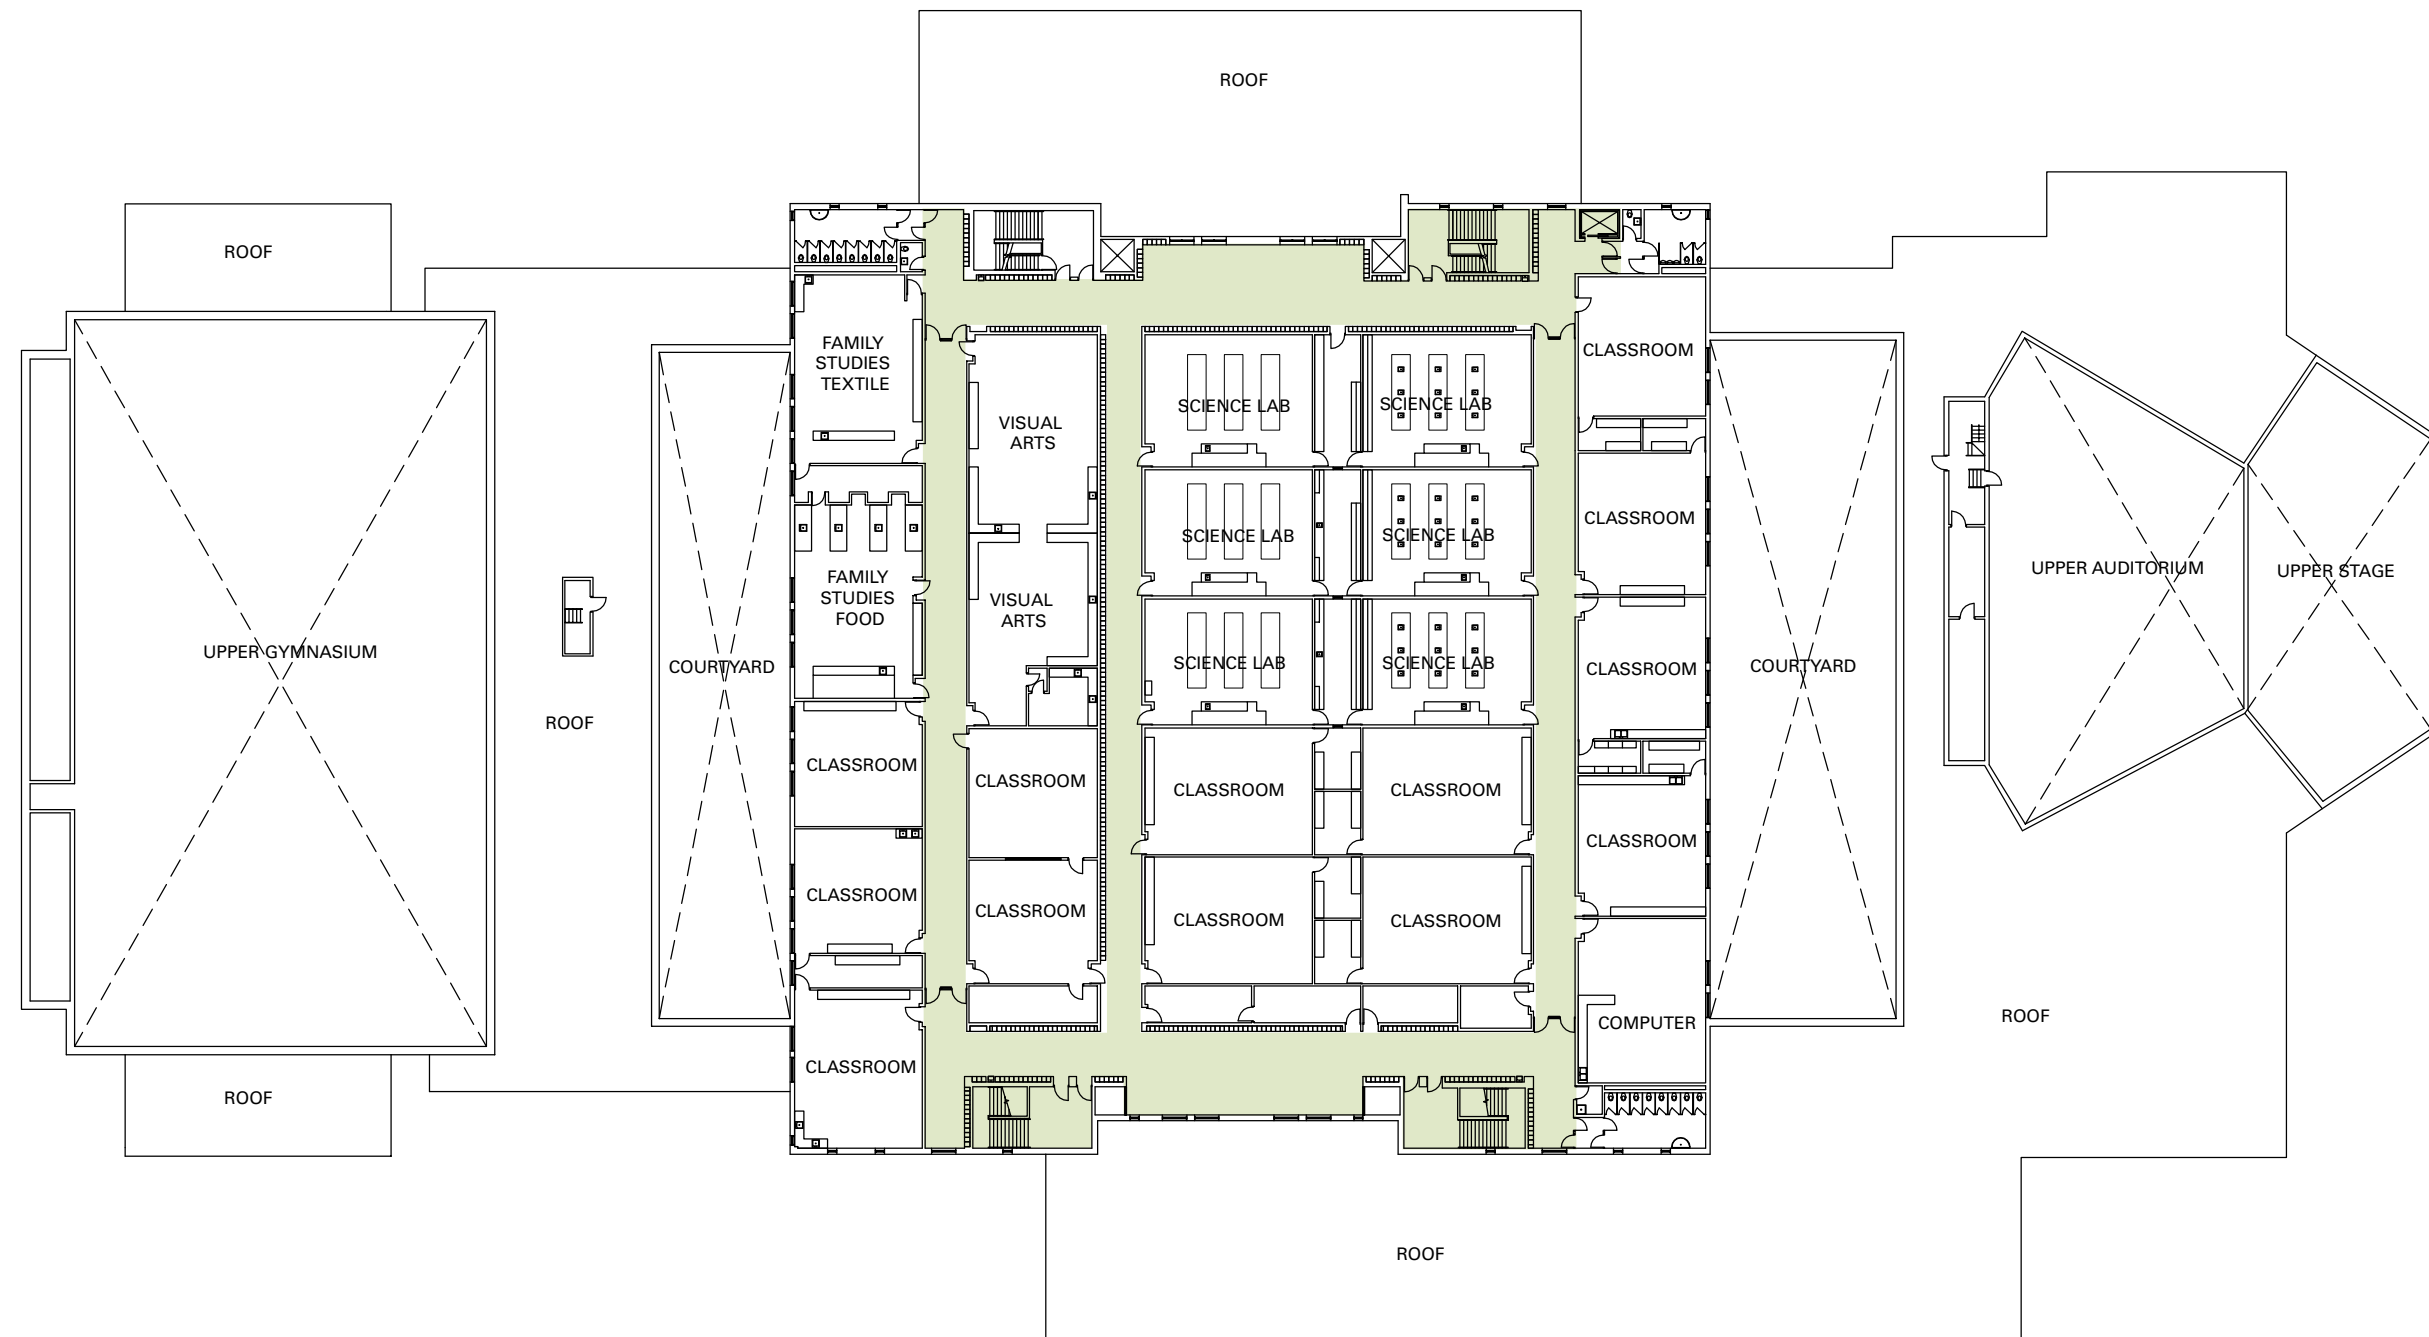 ROOF
ROOF
FAMILY
STUDIES
TEXTILE
CLASSROOM
SCIENCE LAB
SCIENCE LAB
VISUAL
ARTS
CLASSROOM
SCIENCE LAB
SCIENCE LAB
UPPER AUDITORIUM
UPPER STAGE
FAMILY
STUDIES
FOOD
VISUAL
ARTS
UPPER GYMNASIUM
COURTYARD
SCIENCE LAB
SCIENCE LAB
CLASSROOM
COURTYARD
ROOF
CLASSROOM
CLASSROOM
CLASSROOM
CLASSROOM
CLASSROOM
CLASSROOM
CLASSROOM
CLASSROOM
CLASSROOM
ROOF
COMPUTER
CLASSROOM
ROOF
ROOF